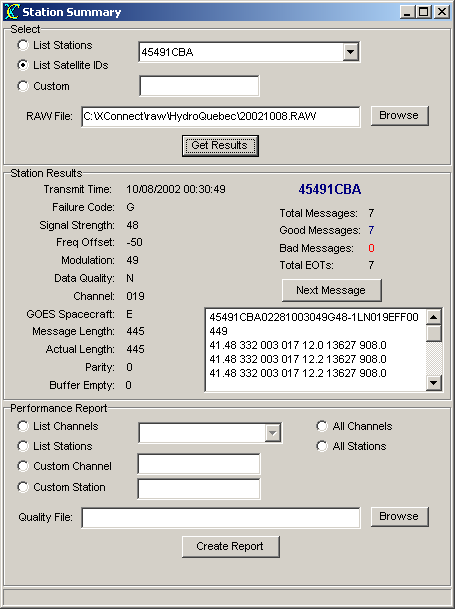 Station Summary
Select
List Stations
45491CBA
List Satellite IDs
Custom
RAW File: C:\XConnect\raw\HydroQuebec\20021008.RAW Browse
Get Results
Station Results
Transmit Time: 10/08/2002 00:30:49
Failure Code: G
Signal Strength: 48
Freq Offset: -50
Modulation: 49
Data Quality: N
Channel: 019
GOES Spacecraft: E
Message Length: 445
Actual Length: 445
Parity: 0
Buffer Empty: 0
45491CBA
Total Messages: 7
Good Messages: 7
Bad Messages: 0
Total EOTs: 7
Next Message
45491CBA02281003049G48-1LN019EFF00
449
41.48 332 003 017 12.0 13627 908.0
41.48 332 003 017 12.2 13627 908.0
41.48 332 003 017 12.2 13627 908.0
Performance Report
List Channels
List Stations
Custom Channel
Custom Station
All Channels
All Stations
Quality File: Browse
Create Report